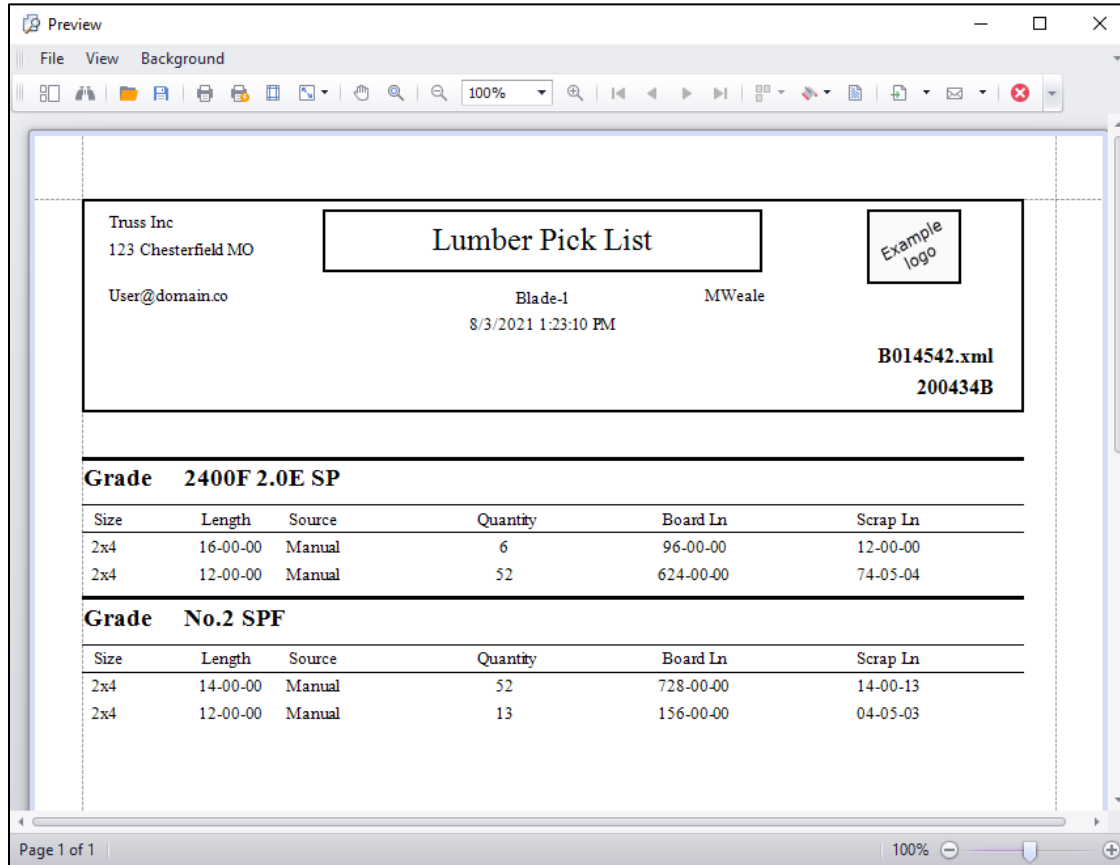 Preview
File View Background
100%
Truss Inc
123 Chesterfield MO
Lumber Pick List
Example
logo
User@domain.co
Blade-1
MWeale
8/3/2021 1:23:10 PM
B014542.xml
200434B
Grade 2400F 2.0E SP
Size Length Source Quantity Board Ln Scrap Ln
2x4 16-00-00 Manual 6 96-00-00 12-00-00
2x4 12-00-00 Manual 52 624-00-00 74-05-04
Grade No.2 SPF
Size Length Source Quantity Board Ln Scrap Ln
2x4 14-00-00 Manual 52 728-00-00 14-00-13
2x4 12-00-00 Manual 13 156-00-00 04-05-03
Page 1 of 1 100%